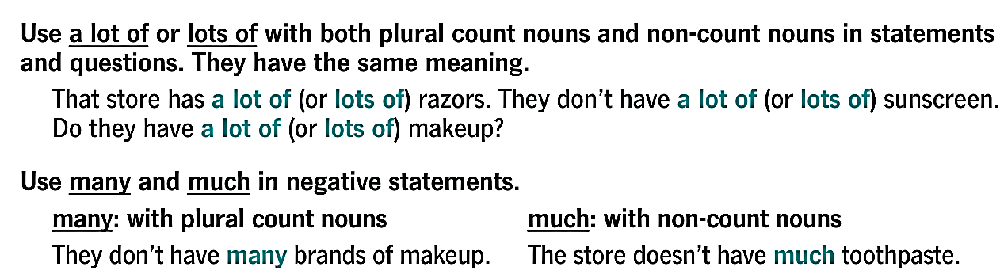 Use a lot of or lots of with both plural count nouns and non-count nouns in statements
and questions. They have the same meaning.
That store has a lot of (or lots of) razors. They don’t have a lot of (or lots of) sunscreen.
Do they have a lot of (or lots of) makeup?
Use many and much in negative statements.
many: with plural count nouns
They don’t have many brands of makeup.
much: with non-count nouns
The store doesn’t have much toothpaste.